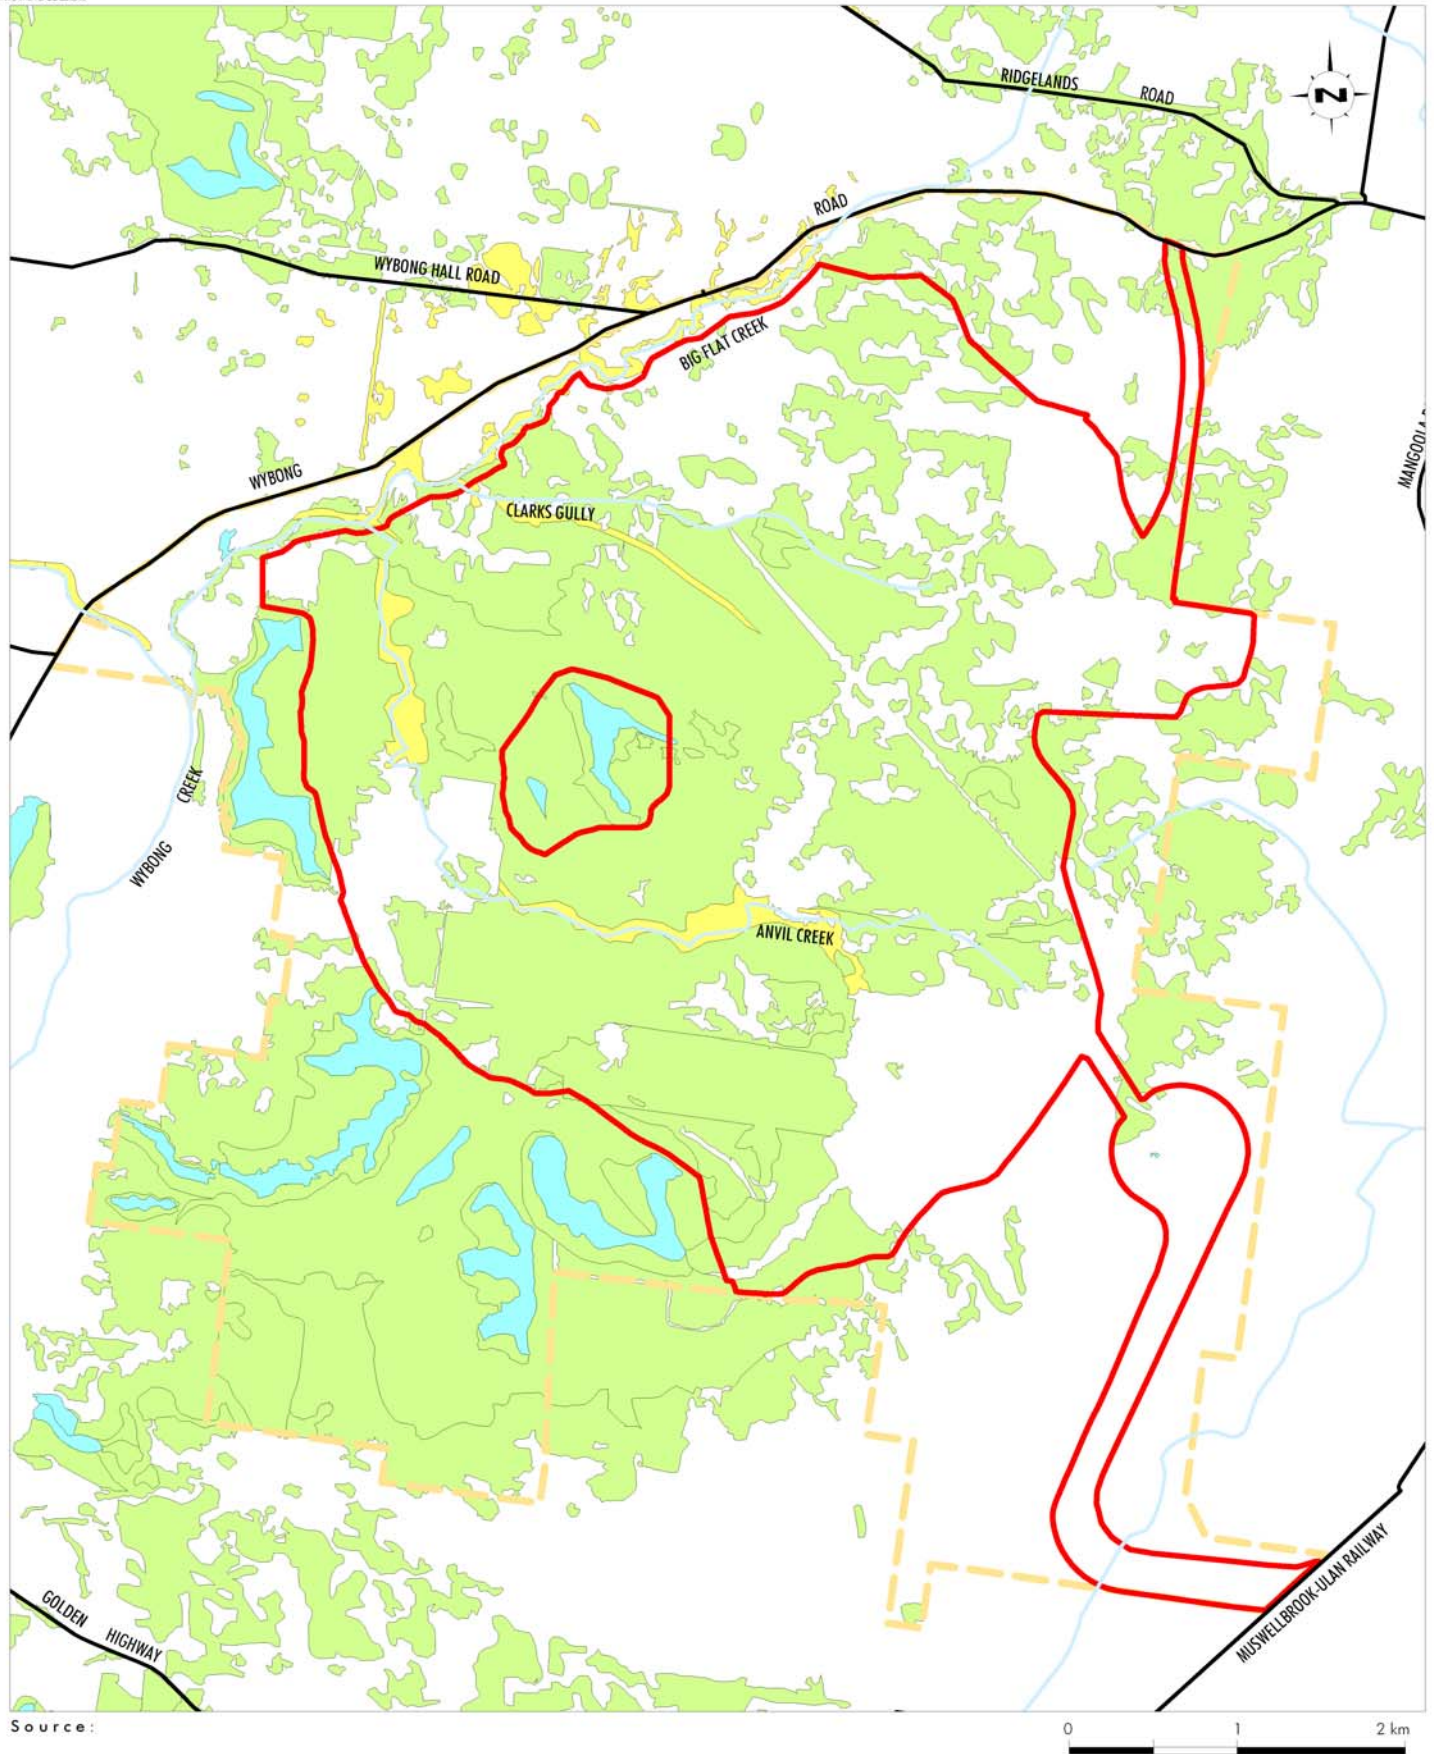 RIDGELANDS
ROAD
N
ROAD
WYBONG HALL ROAD
BIG FLAT CREEK
WYBONG
CLARKS GULLY
CREEK
WYBONG
ANVIL CREEK
GOLDEN
HIGHWAY
MUSWELLBROOK-ULAN RAILWAY
Source:
0 1 2 km